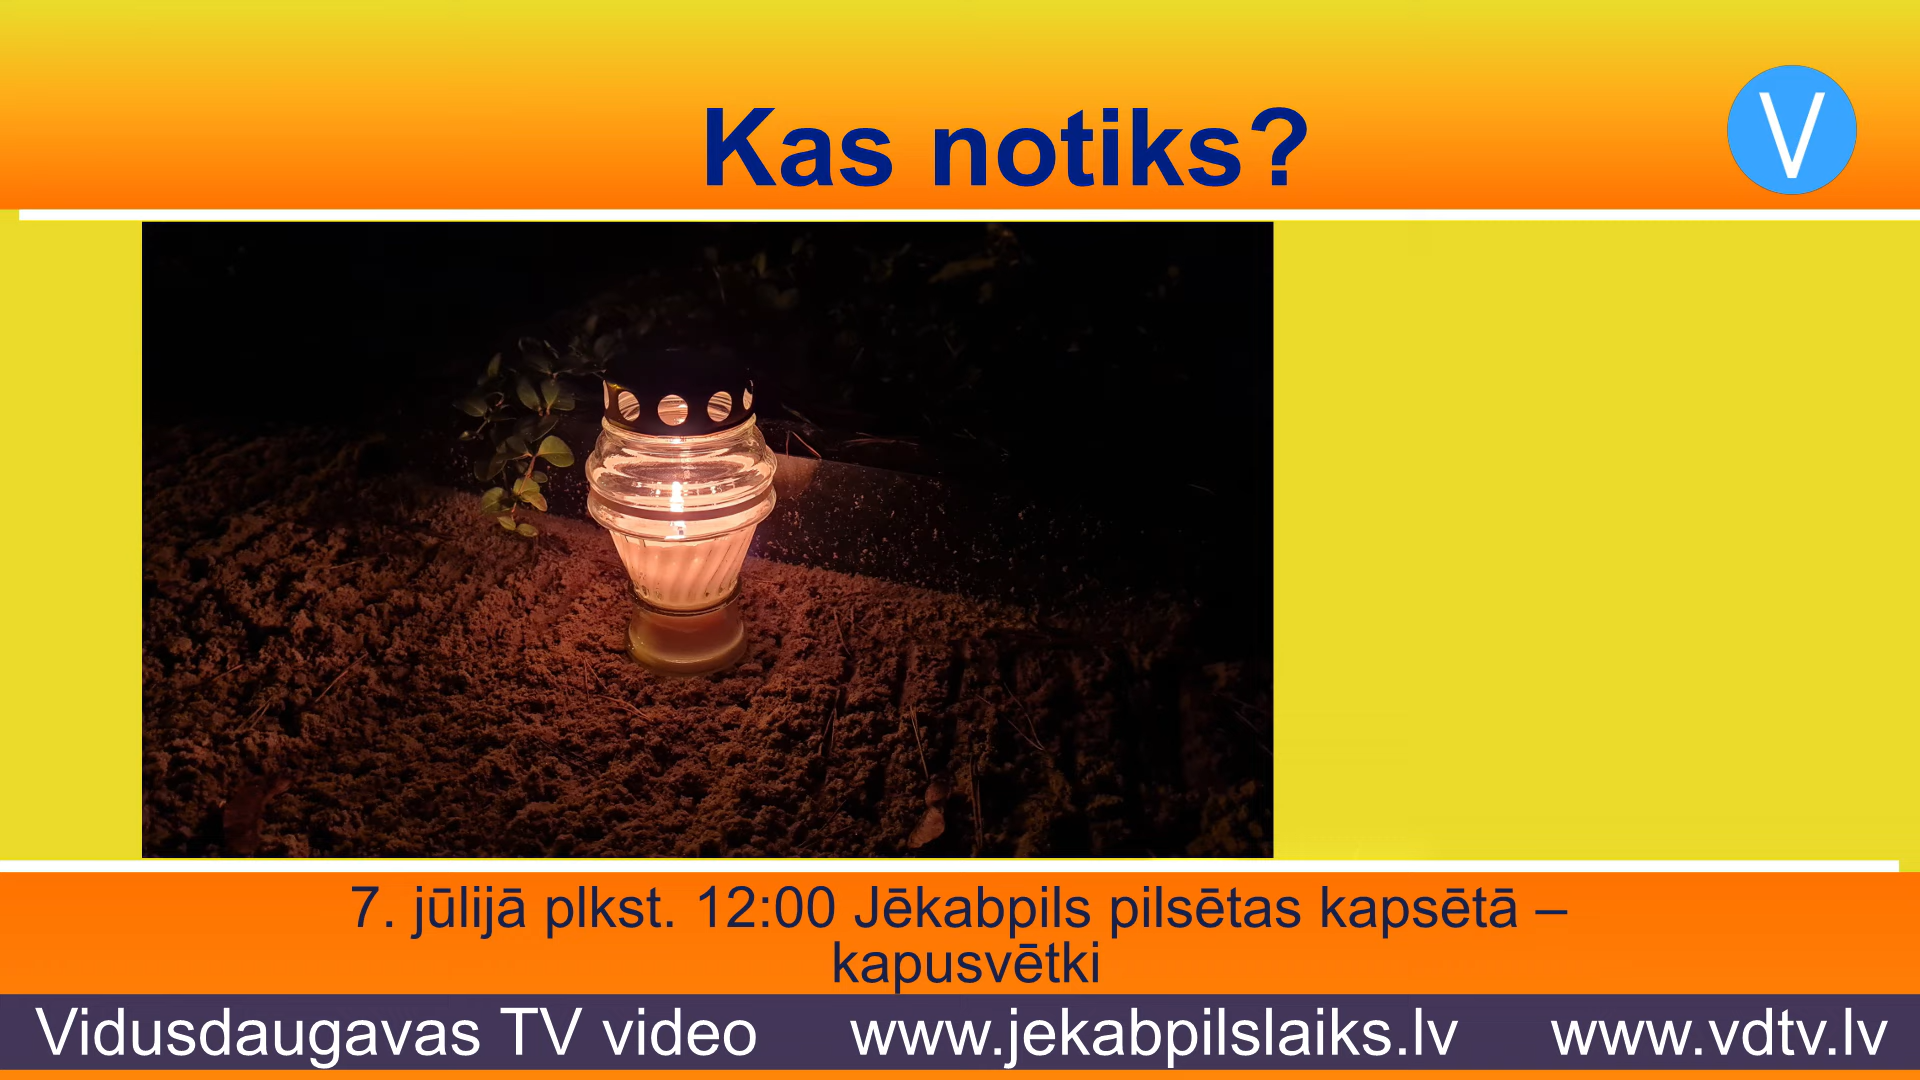 Kas notiks?
V
7. jūlijā plkst. 12:00 Jēkabpils pilsētas kapsētā –
kapusvētki
Vidusdaugavas TV video www.jekabpilslaiks.lv www.vdtv.lv